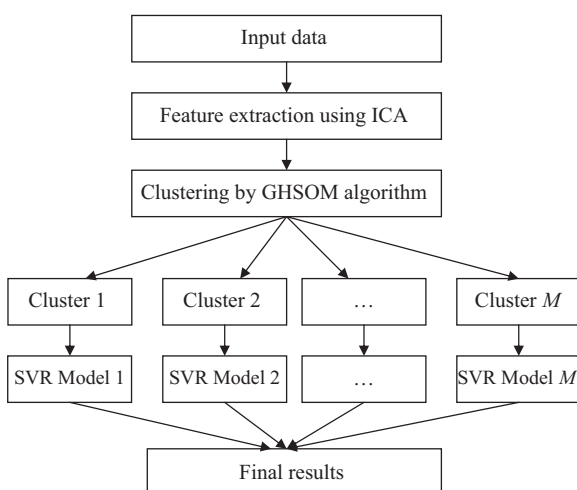 Input data
Feature extraction using ICA
Clustering by GHSOM algorithm
Cluster 1
Cluster 2
...
Cluster M
SVR Model 1
SVR Model 2
...
SVR Model M
Final results